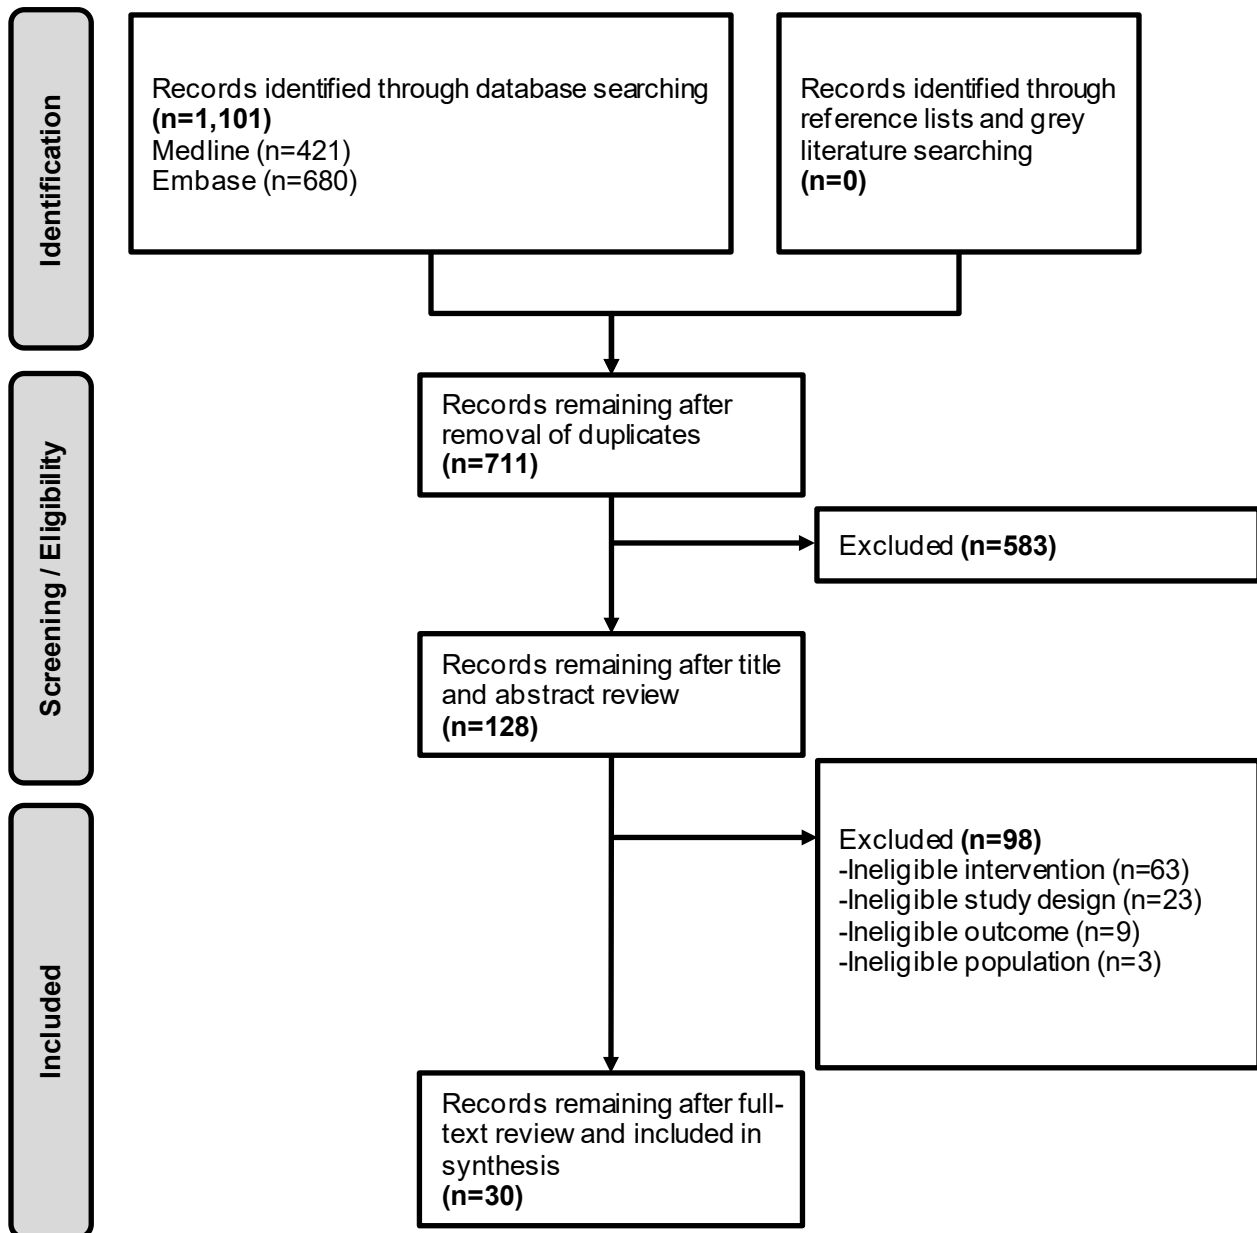 Identification
Records identified through database searching
(n=1,101)
Medline (n=421)
Embase (n=680)
Records identified through
reference lists and grey
literature searching
(n=0)
Screening / Eligibility
Records remaining after
removal of duplicates
(n=711)
Excluded (n=583)
Records remaining after title
and abstract review
(n=128)
Included
Excluded (n=98)
-Ineligible intervention (n=63)
-Ineligible study design (n=23)
-Ineligible outcome (n=9)
-Ineligible population (n=3)
Records remaining after full-
text review and included in
synthesis
(n=30)